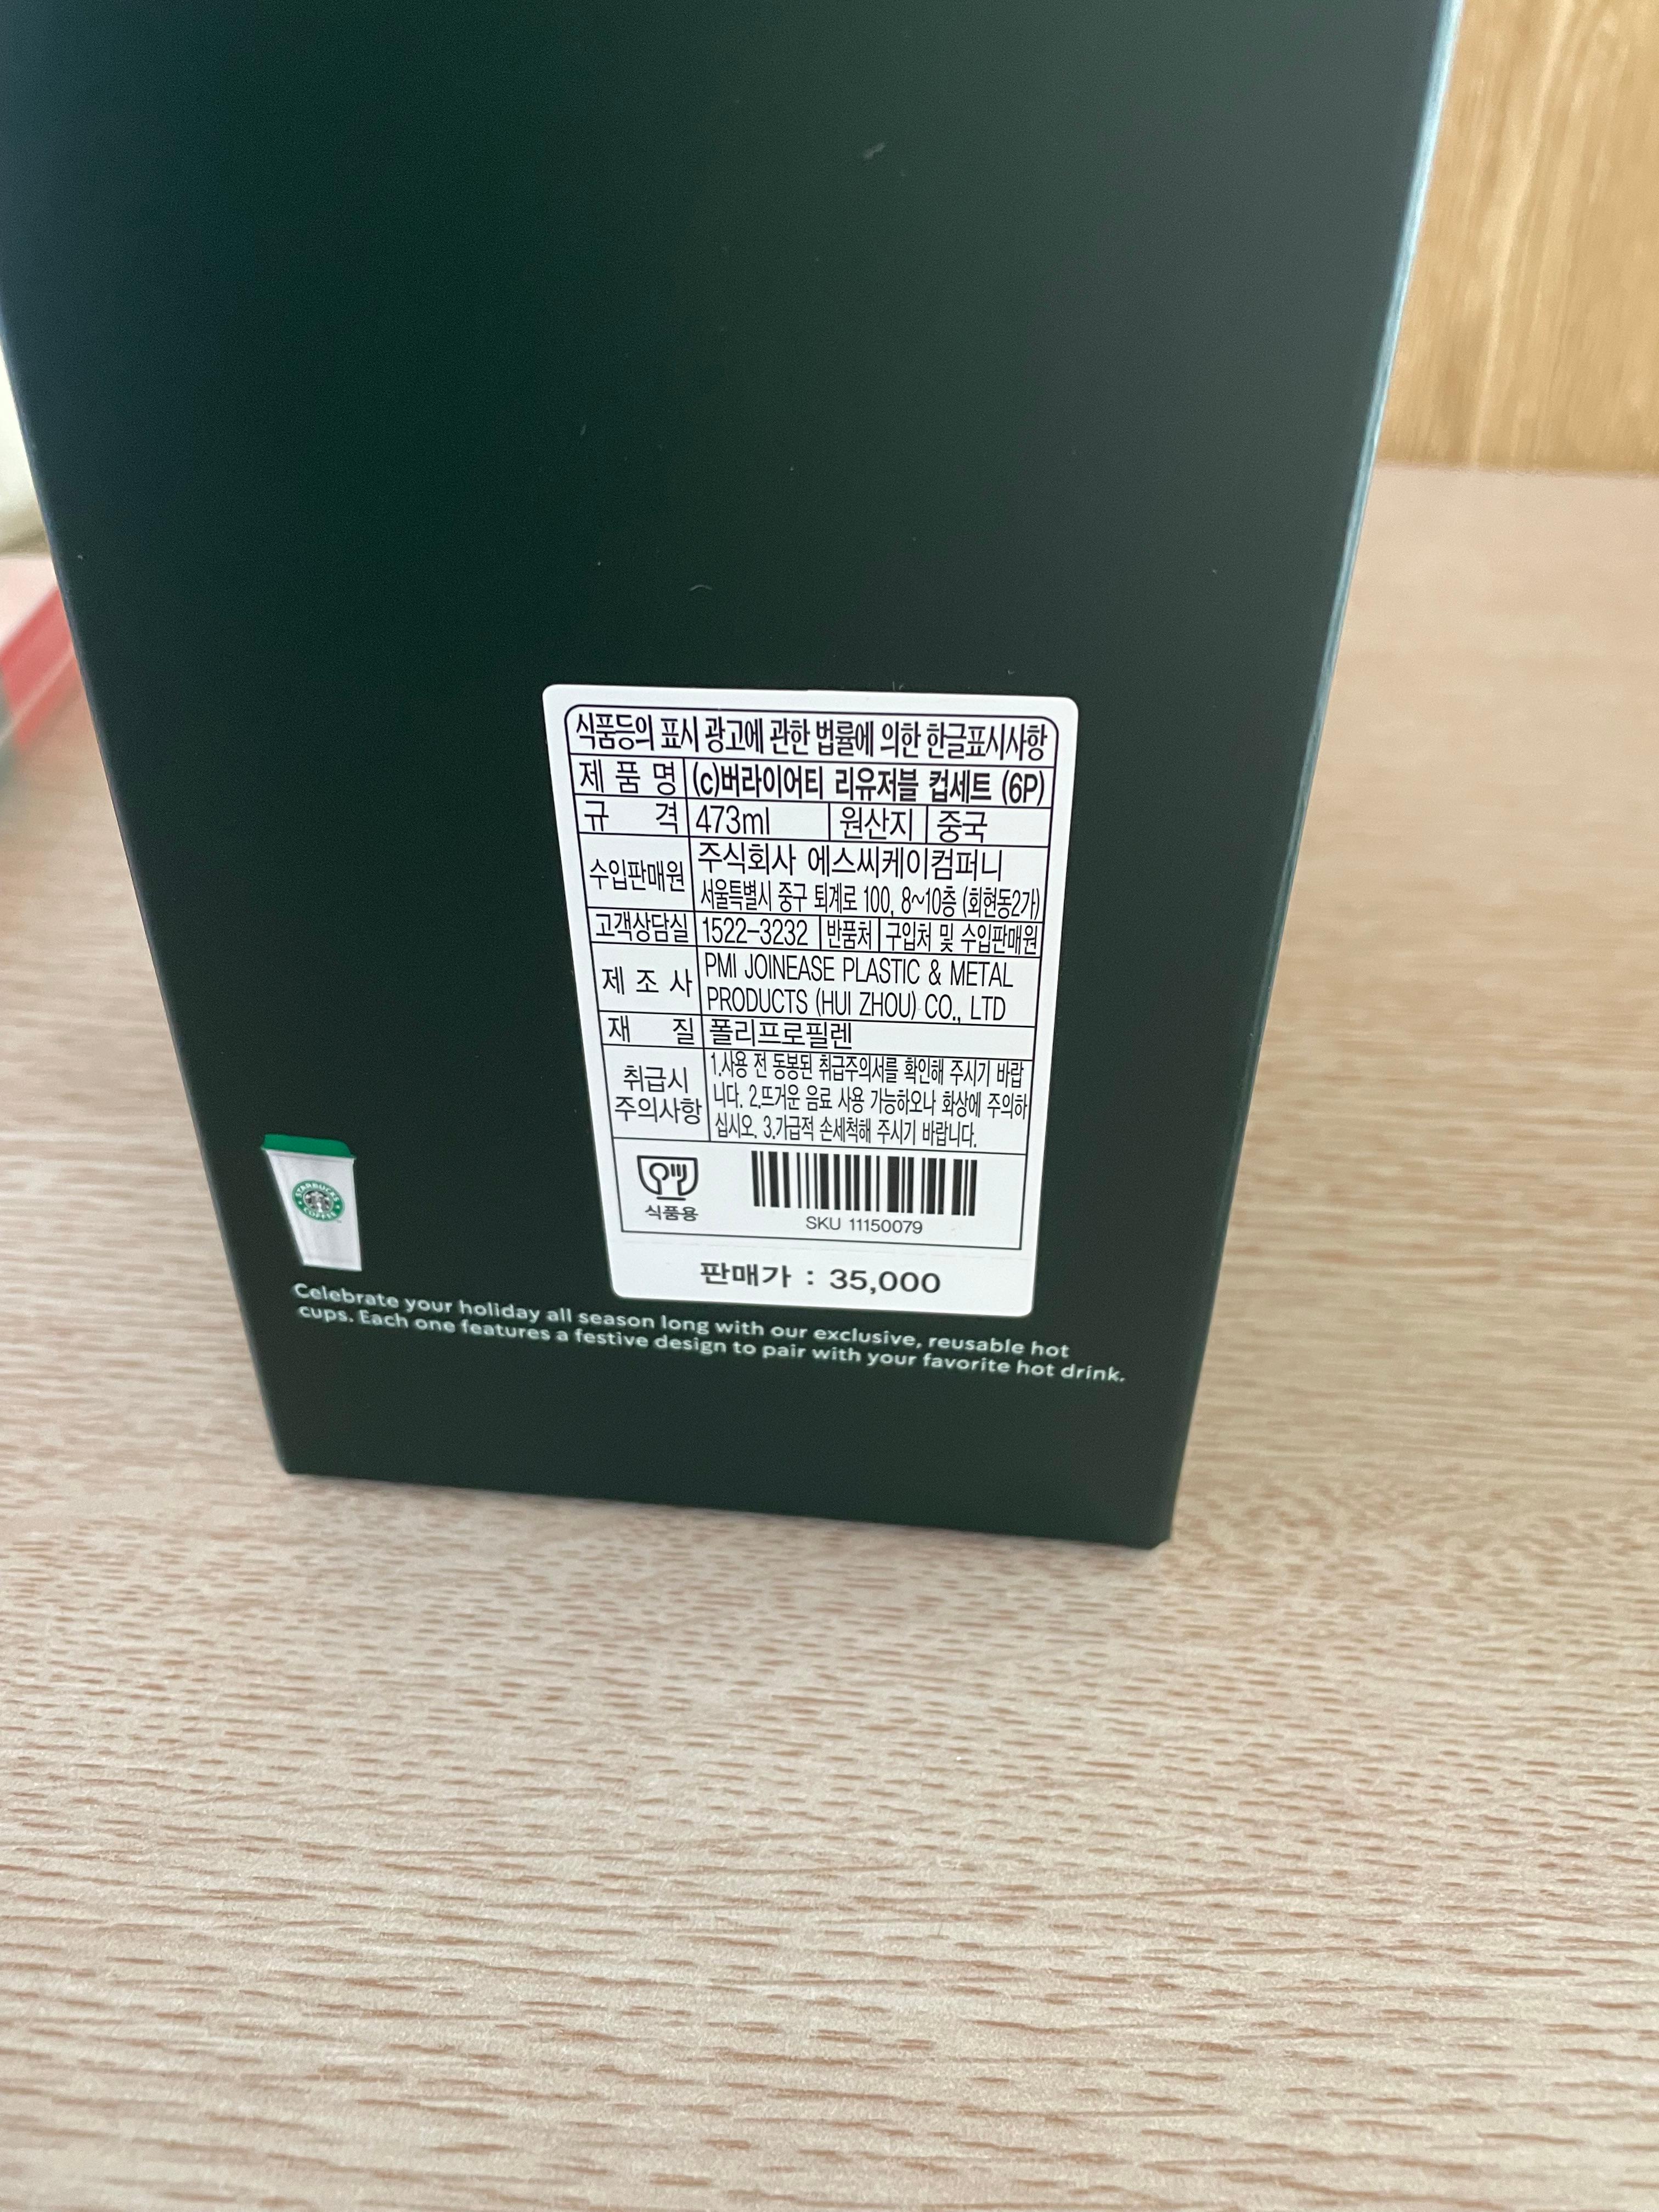 식품등의 표시 광고에 관한 법률에 의한 한글표시사항
제 품 명 (c)버라이어티 리유저블 컵세트 (6P)
규 격 473ml 원산지 중국
수입판매원 주식회사 에스씨케이컴퍼니
서울특별시 중구 퇴계로 100, 8~10층 (회현동2가)
고객상담실 1522-3232 반품처 구입처 및 수입판매원
제 조 사 PMI JOINEASE PLASTIC & METAL
PRODUCTS (HUI ZHOU) CO., LTD
재 질 폴리프로필렌
취급시
주의사항
1.사용 전 동봉된 취급주의서를 확인해 주시기 바랍
니다. 2.뜨거운 음료 사용 가능하오나 화상에 주의하
십시오. 3.가급적 손세척해 주시기 바랍니다.
식품용
SKU 11150079
판매가 : 35,000
STARBUCKS
COFFEE
Celebrate your holiday all season long with our exclusive, reusable hot
cups. Each one features a festive design to pair with your favorite hot drink.